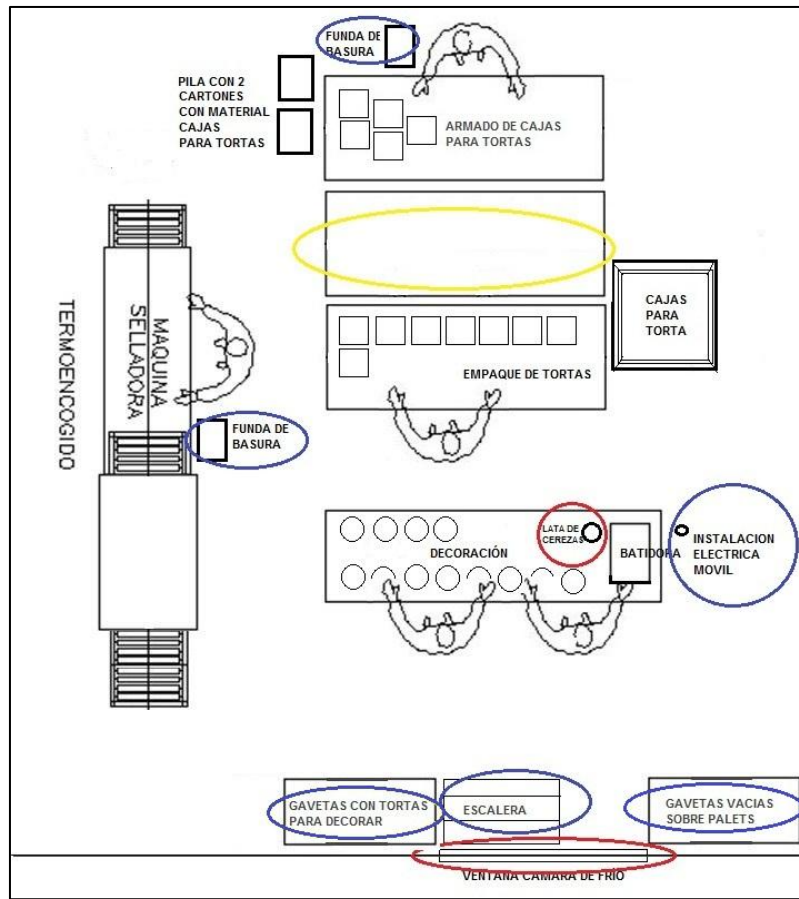 FUNDA DE
BASURA
PILA CON 2
CARTONES
CON MATERIAL
CAJAS
PARA TORTAS
ARMADO DE CAJAS
PARA TORTAS
CAJAS
PARA
TORTA
EMPAQUE DE TORTAS
TERMOENCOGIDO
MAQUINA
SELLADORA
FUNDA DE
BASURA
LATA DE
CEREZAS
DECORACIÓN
BATIDORA
INSTALACION
ELECTRICA
MOVIL
GAVETAS CON TORTAS
PARA DECORAR
ESCALERA
GAVETAS VACIAS
SOBRE PALETS
VENTANA CAMARA DE FRIO